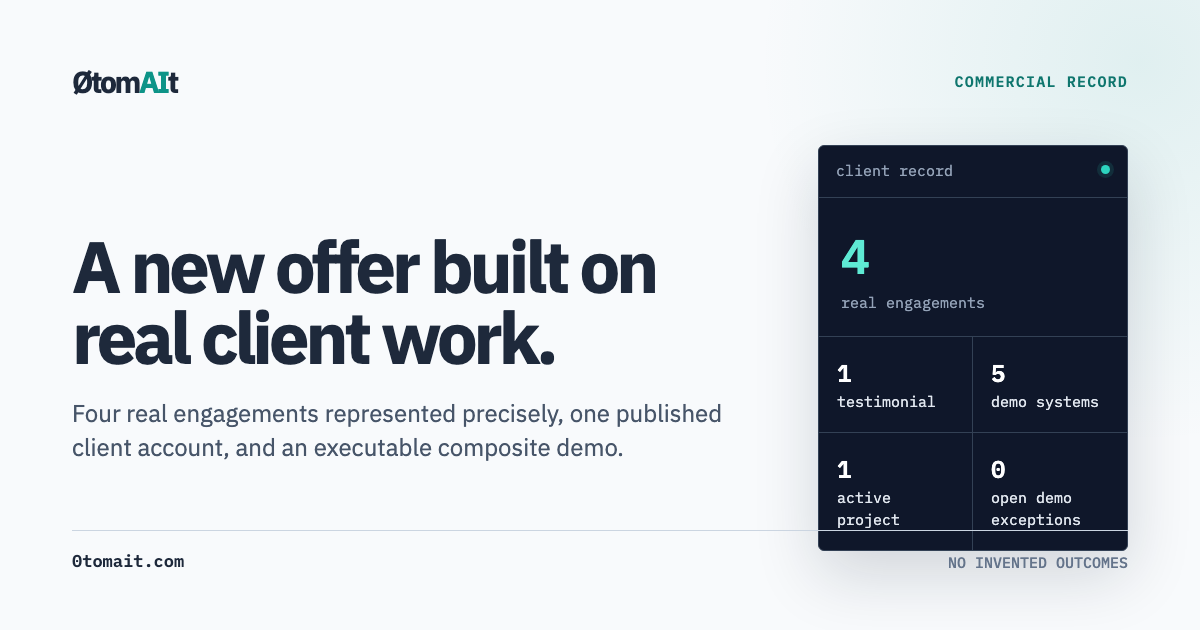 ØtomAIt
COMMERCIAL RECORD
A new offer built on
real client work.
Four real engagements represented precisely, one published
client account, and an executable composite demo.
client record
4
real engagements
1
testimonial
5
demo systems
1
active
project
0
open demo
exceptions
0tomait.com
NO INVENTED OUTCOMES